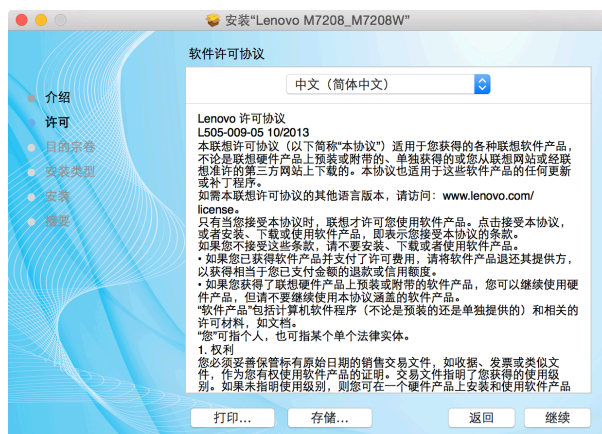 安装“Lenovo M7208_M7208W”
软件许可协议
中文（简体中文）
介绍
许可
目的宗卷
安装类型
安装
摘要
Lenovo 许可协议
L505-009-05 10/2013
本联想许可协议（以下简称“本协议”）适用于您获得的各种联想软件产品，
不论是联想硬件产品上预装或附带的、单独获得的或您从联想网站或经联
想准许的第三方网站上下载的。本协议也适用于这些软件产品的任何更新
或补丁程序。
如需本联想许可协议的其他语言版本，请访问：www.lenovo.com/
license。
只有当您接受本协议时，联想才许可您使用软件产品。点击接受本协议，
或者安装、下载或使用软件产品，即表示您接受本协议的条款。
如果您不接受这些条款，请不要安装、下载或者使用软件产品。
• 如果您已获得软件产品并支付了许可费用，请将软件产品退还其提供方，
以获得相当于您已支付金额的退款或信用额度。
• 如果您获得了联想硬件产品上预装或附带的软件产品，您可以继续使用硬
件产品，但请不要继续使用本协议涵盖的软件产品。
“软件产品”包括计算机软件程序（不论是预装的还是单独提供的）和相关的
许可材料，如文档。
“您”可指个人，也可指某个单个法律实体。
1. 权利
您必须妥善保管标有原始日期的销售交易文件，如收据、发票或类似文
件，作为您有权使用软件产品的证明。交易文件指明了您获得的使用级
别。如果未指明使用级别，则您可在一个硬件产品上安装和使用软件产品
打印...
存储...
返回
继续